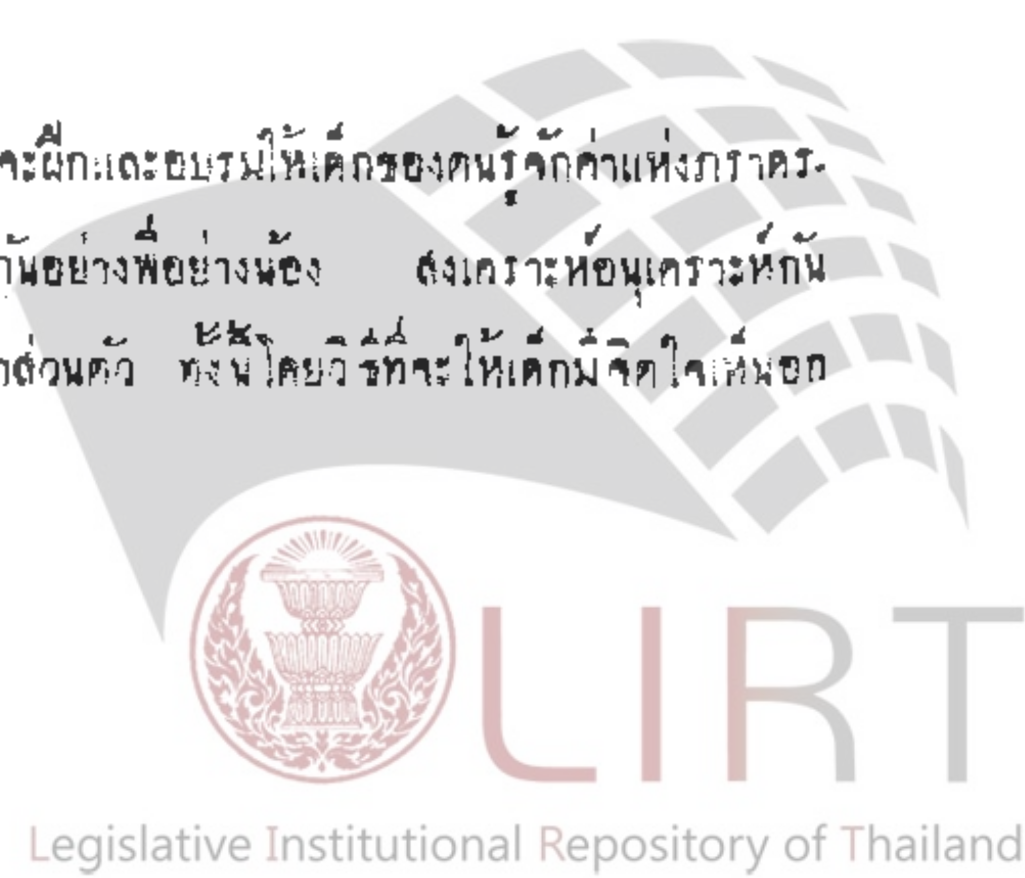 จะฝึกและอบรมให้เด็กของตนรู้จักค่าแห่งภราดร-
กันอย่างพี่อย่างน้อง สงเคราะห์อนุเคราะห์กัน
ส่วนตัว ทั้งนี้โดยวิธีที่จะให้เด็กมีจิตใจเห็นอก
LIRT
Legislative Institutional Repository of Thailand